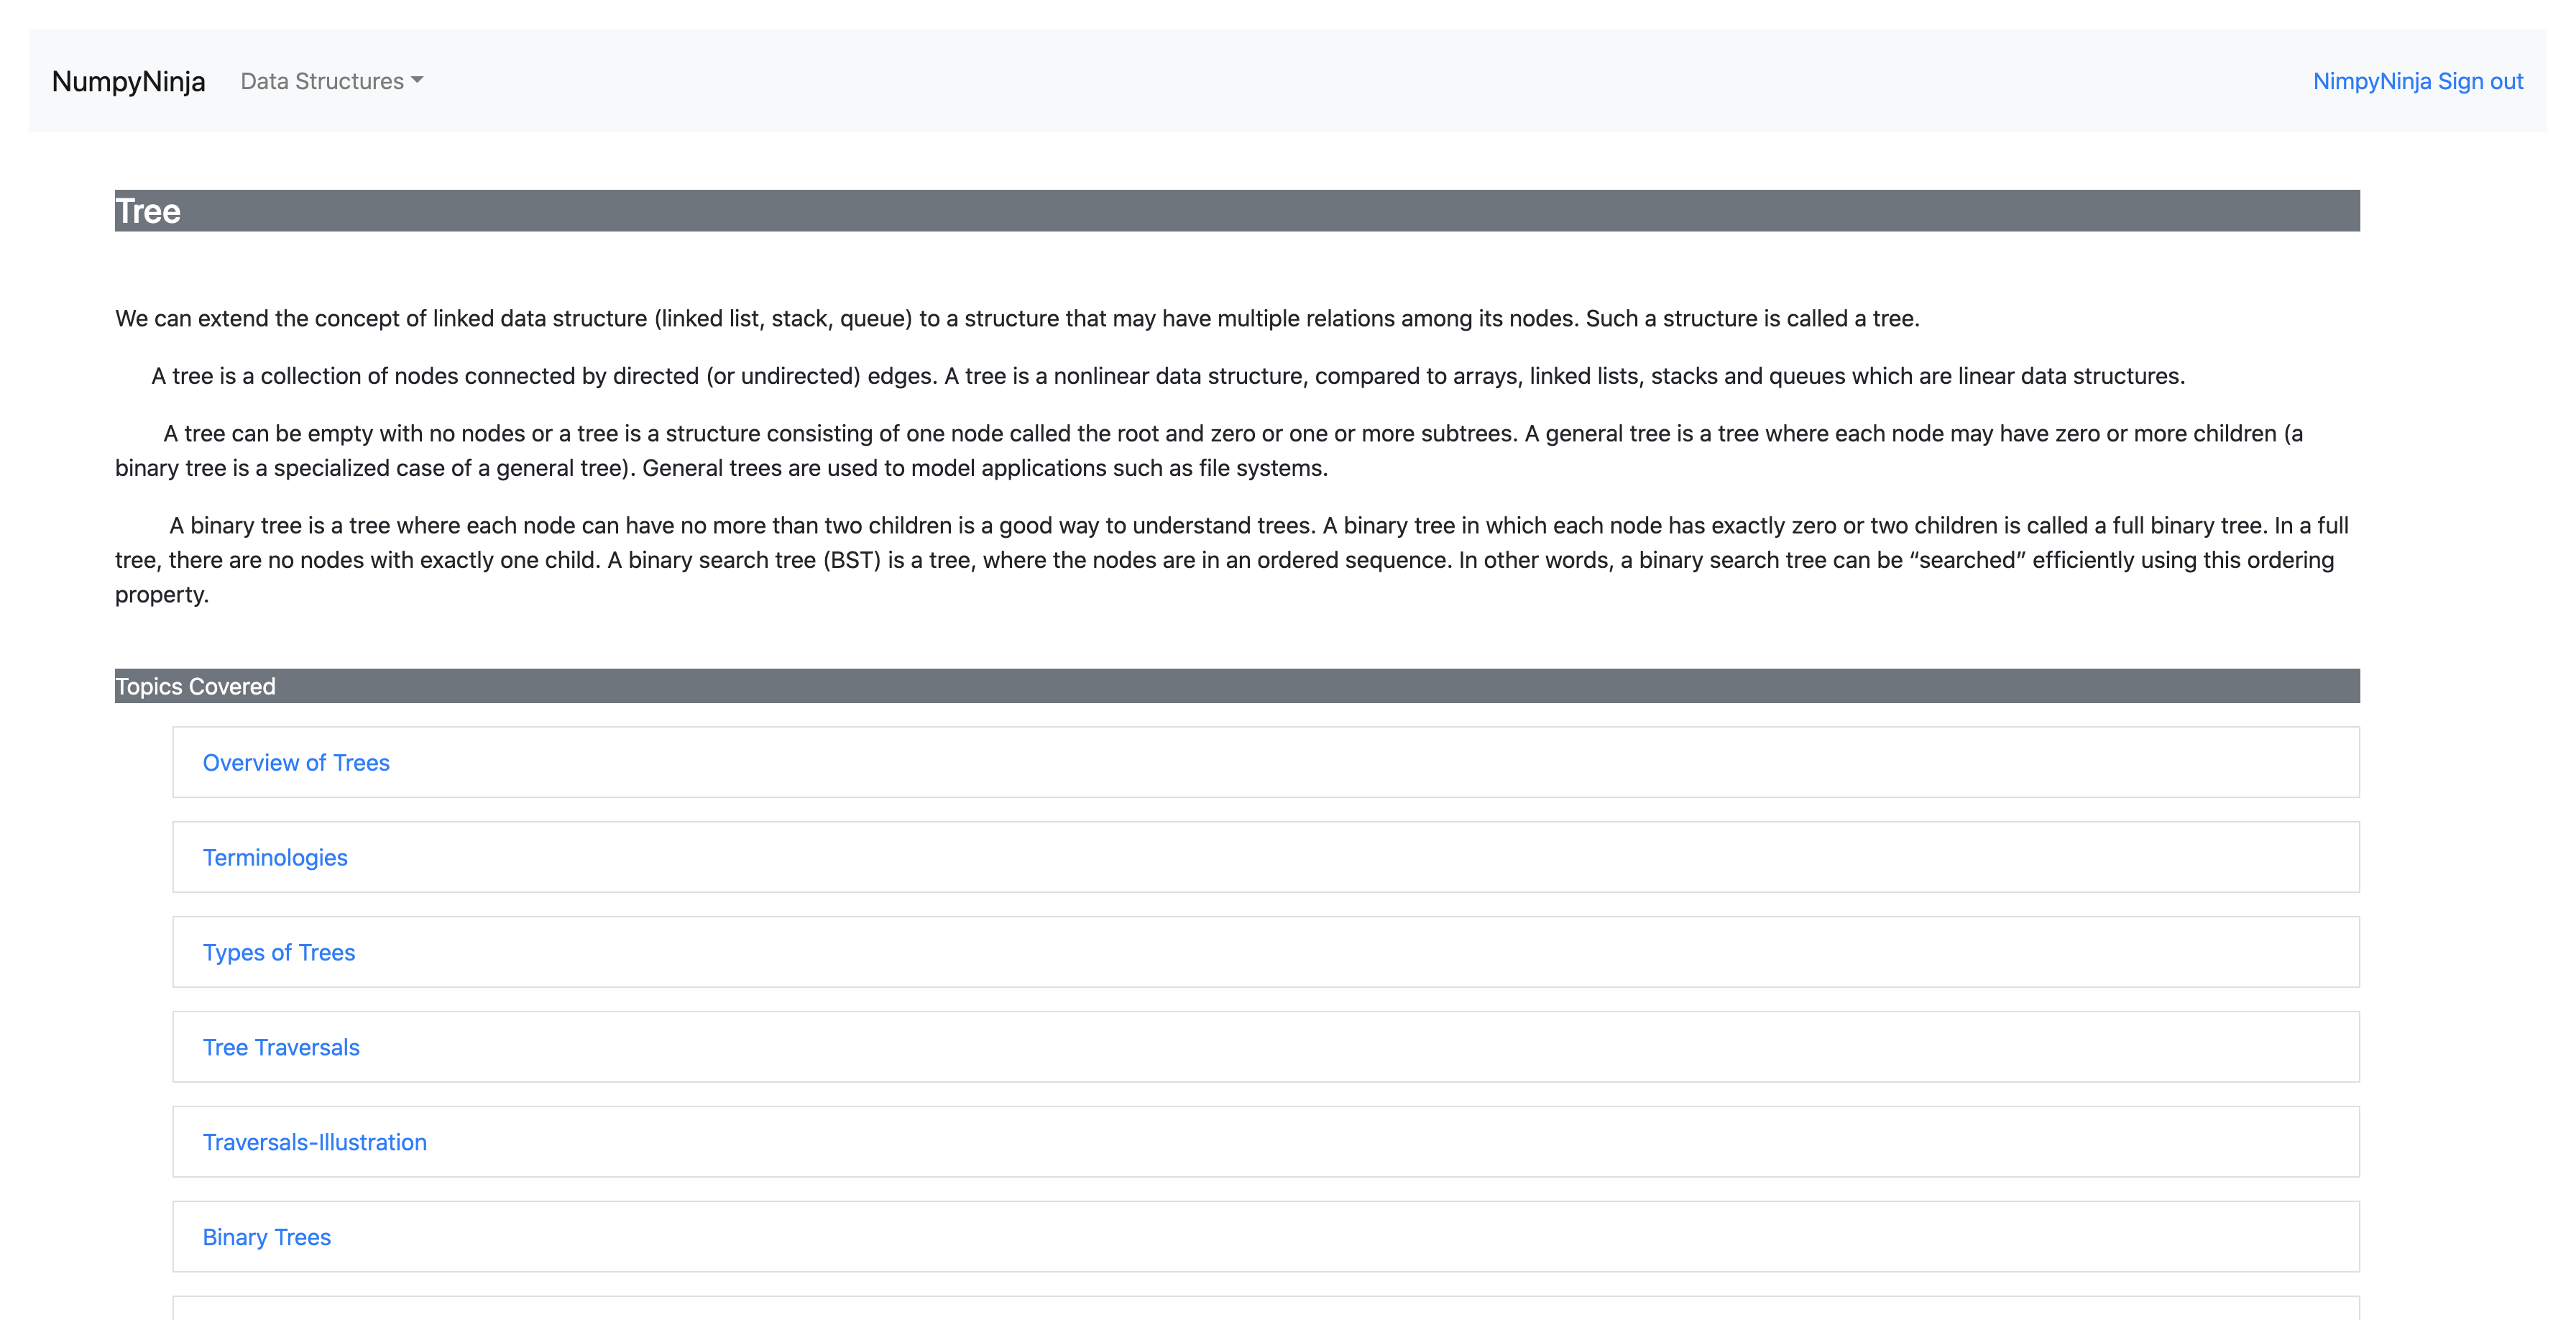 NumpyNinja Data Structures NimpyNinja Sign out
Tree
We can extend the concept of linked data structure (linked list, stack, queue) to a structure that may have multiple relations among its nodes. Such a structure is called a tree.
A tree is a collection of nodes connected by directed (or undirected) edges. A tree is a nonlinear data structure, compared to arrays, linked lists, stacks and queues which are linear data structures.
A tree can be empty with no nodes or a tree is a structure consisting of one node called the root and zero or one or more subtrees. A general tree is a tree where each node may have zero or more children (a
binary tree is a specialized case of a general tree). General trees are used to model applications such as file systems.
A binary tree is a tree where each node can have no more than two children is a good way to understand trees. A binary tree in which each node has exactly zero or two children is called a full binary tree. In a full
tree, there are no nodes with exactly one child. A binary search tree (BST) is a tree, where the nodes are in an ordered sequence. In other words, a binary search tree can be “searched” efficiently using this ordering
property.
Topics Covered
Overview of Trees
Terminologies
Types of Trees
Tree Traversals
Traversals-Illustration
Binary Trees